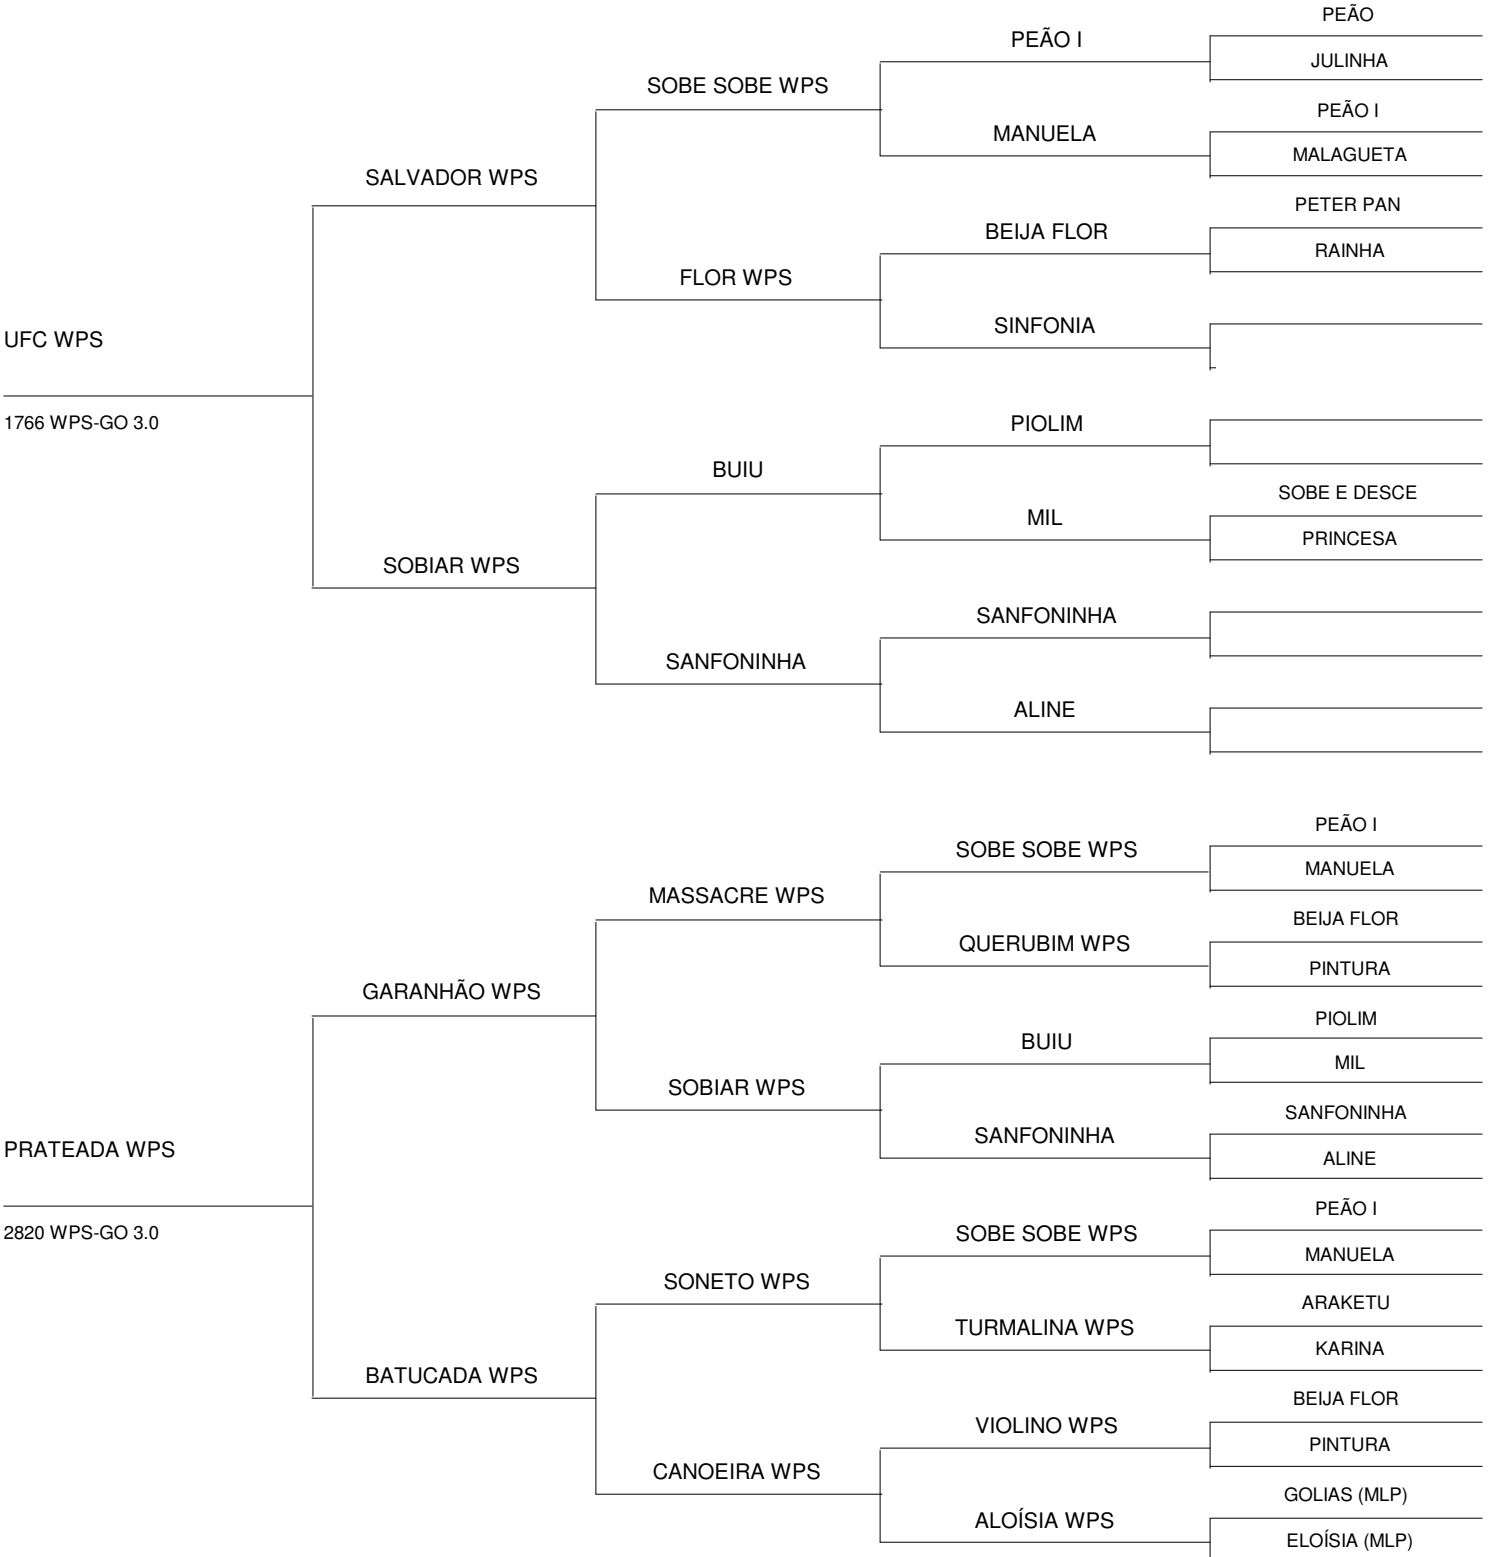 PEÃO
PEÃO I
JULINHA
SOBE SOBE WPS
PEÃO I
MANUELA
MALAGUETA
SALVADOR WPS
PETER PAN
BEIJA FLOR
RAINHA
FLOR WPS
SINFONIA
UFC WPS
1766 WPS-GO 3.0
PIOLIM
BUIU
SOBE E DESCE
MIL
PRINCESA
SOBIAR WPS
SANFONINHA
SANFONINHA
ALINE
PEÃO I
SOBE SOBE WPS
MANUELA
MASSACRE WPS
BEIJA FLOR
QUERUBIM WPS
PINTURA
GARANHÃO WPS
PIOLIM
BUIU
MIL
SOBIAR WPS
SANFONINHA
SANFONINHA
ALINE
PRATEADA WPS
2820 WPS-GO 3.0
PEÃO I
SOBE SOBE WPS
MANUELA
SONETO WPS
ARAKETU
TURMALINA WPS
KARINA
BATUCADA WPS
BEIJA FLOR
VIOLINO WPS
PINTURA
CANOEIRA WPS
GOLIAS (MLP)
ALOÍSIA WPS
ELOÍSIA (MLP)